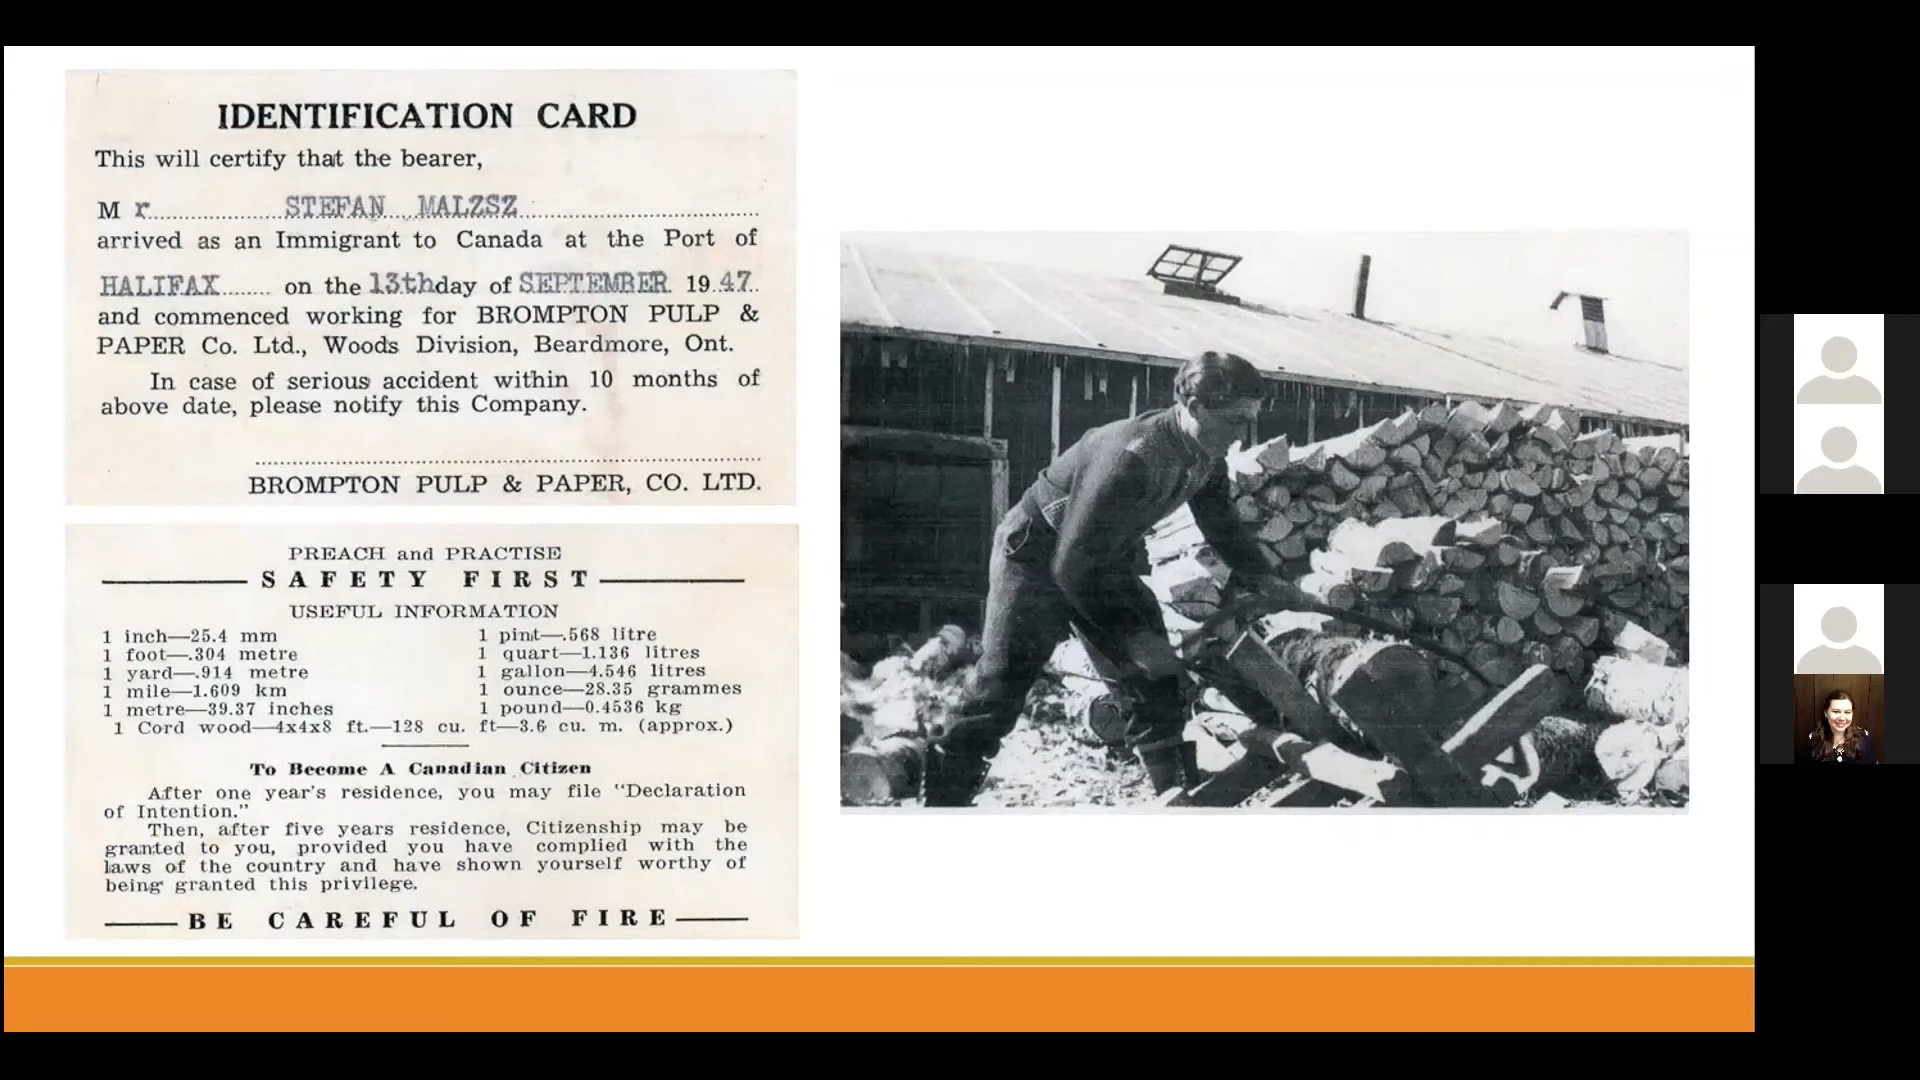 IDENTIFICATION CARD
This will certify that the bearer,
Mr STEFAN MALZSZ
arrived as an Immigrant to Canada at the Port of
HALIFAX on the 13th day of SEPTEMBER 1947
and commenced working for BROMPTON PULP &
PAPER Co. Ltd., Woods Division, Beardmore, Ont.
In case of serious accident within 10 months of
above date, please notify this Company.
BROMPTON PULP & PAPER, CO. LTD.
PREACH and PRACTISE
SAFETY FIRST
USEFUL INFORMATION
1 inch—25.4 mm 1 pint—.568 litre
1 foot—.304 metre 1 quart—1.136 litres
1 yard—.914 metre 1 gallon—4.546 litres
1 mile—1.609 km 1 ounce—28.35 grammes
1 metre—39.37 inches 1 pound—0.4536 kg
1 Cord wood—4x4x8 ft.—128 cu. ft—3.6 cu. m. (approx.)
To Become A Canadian Citizen
After one year's residence, you may file "Declaration
of Intention."
Then, after five years residence, Citizenship may be
granted to you, provided you have complied with the
laws of the country and have shown yourself worthy of
being granted this privilege.
BE CAREFUL OF FIRE